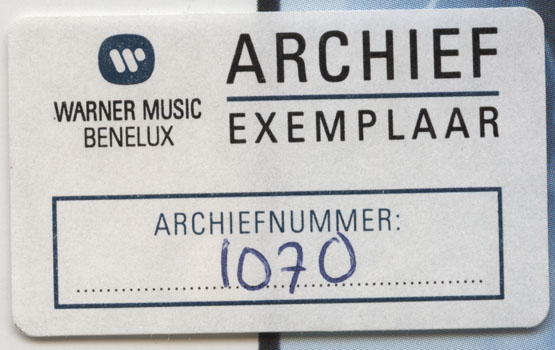 WARNER MUSIC
BENELUX
ARCHIEF
EXEMPLAAR
ARCHIEFNUMMER:
1070